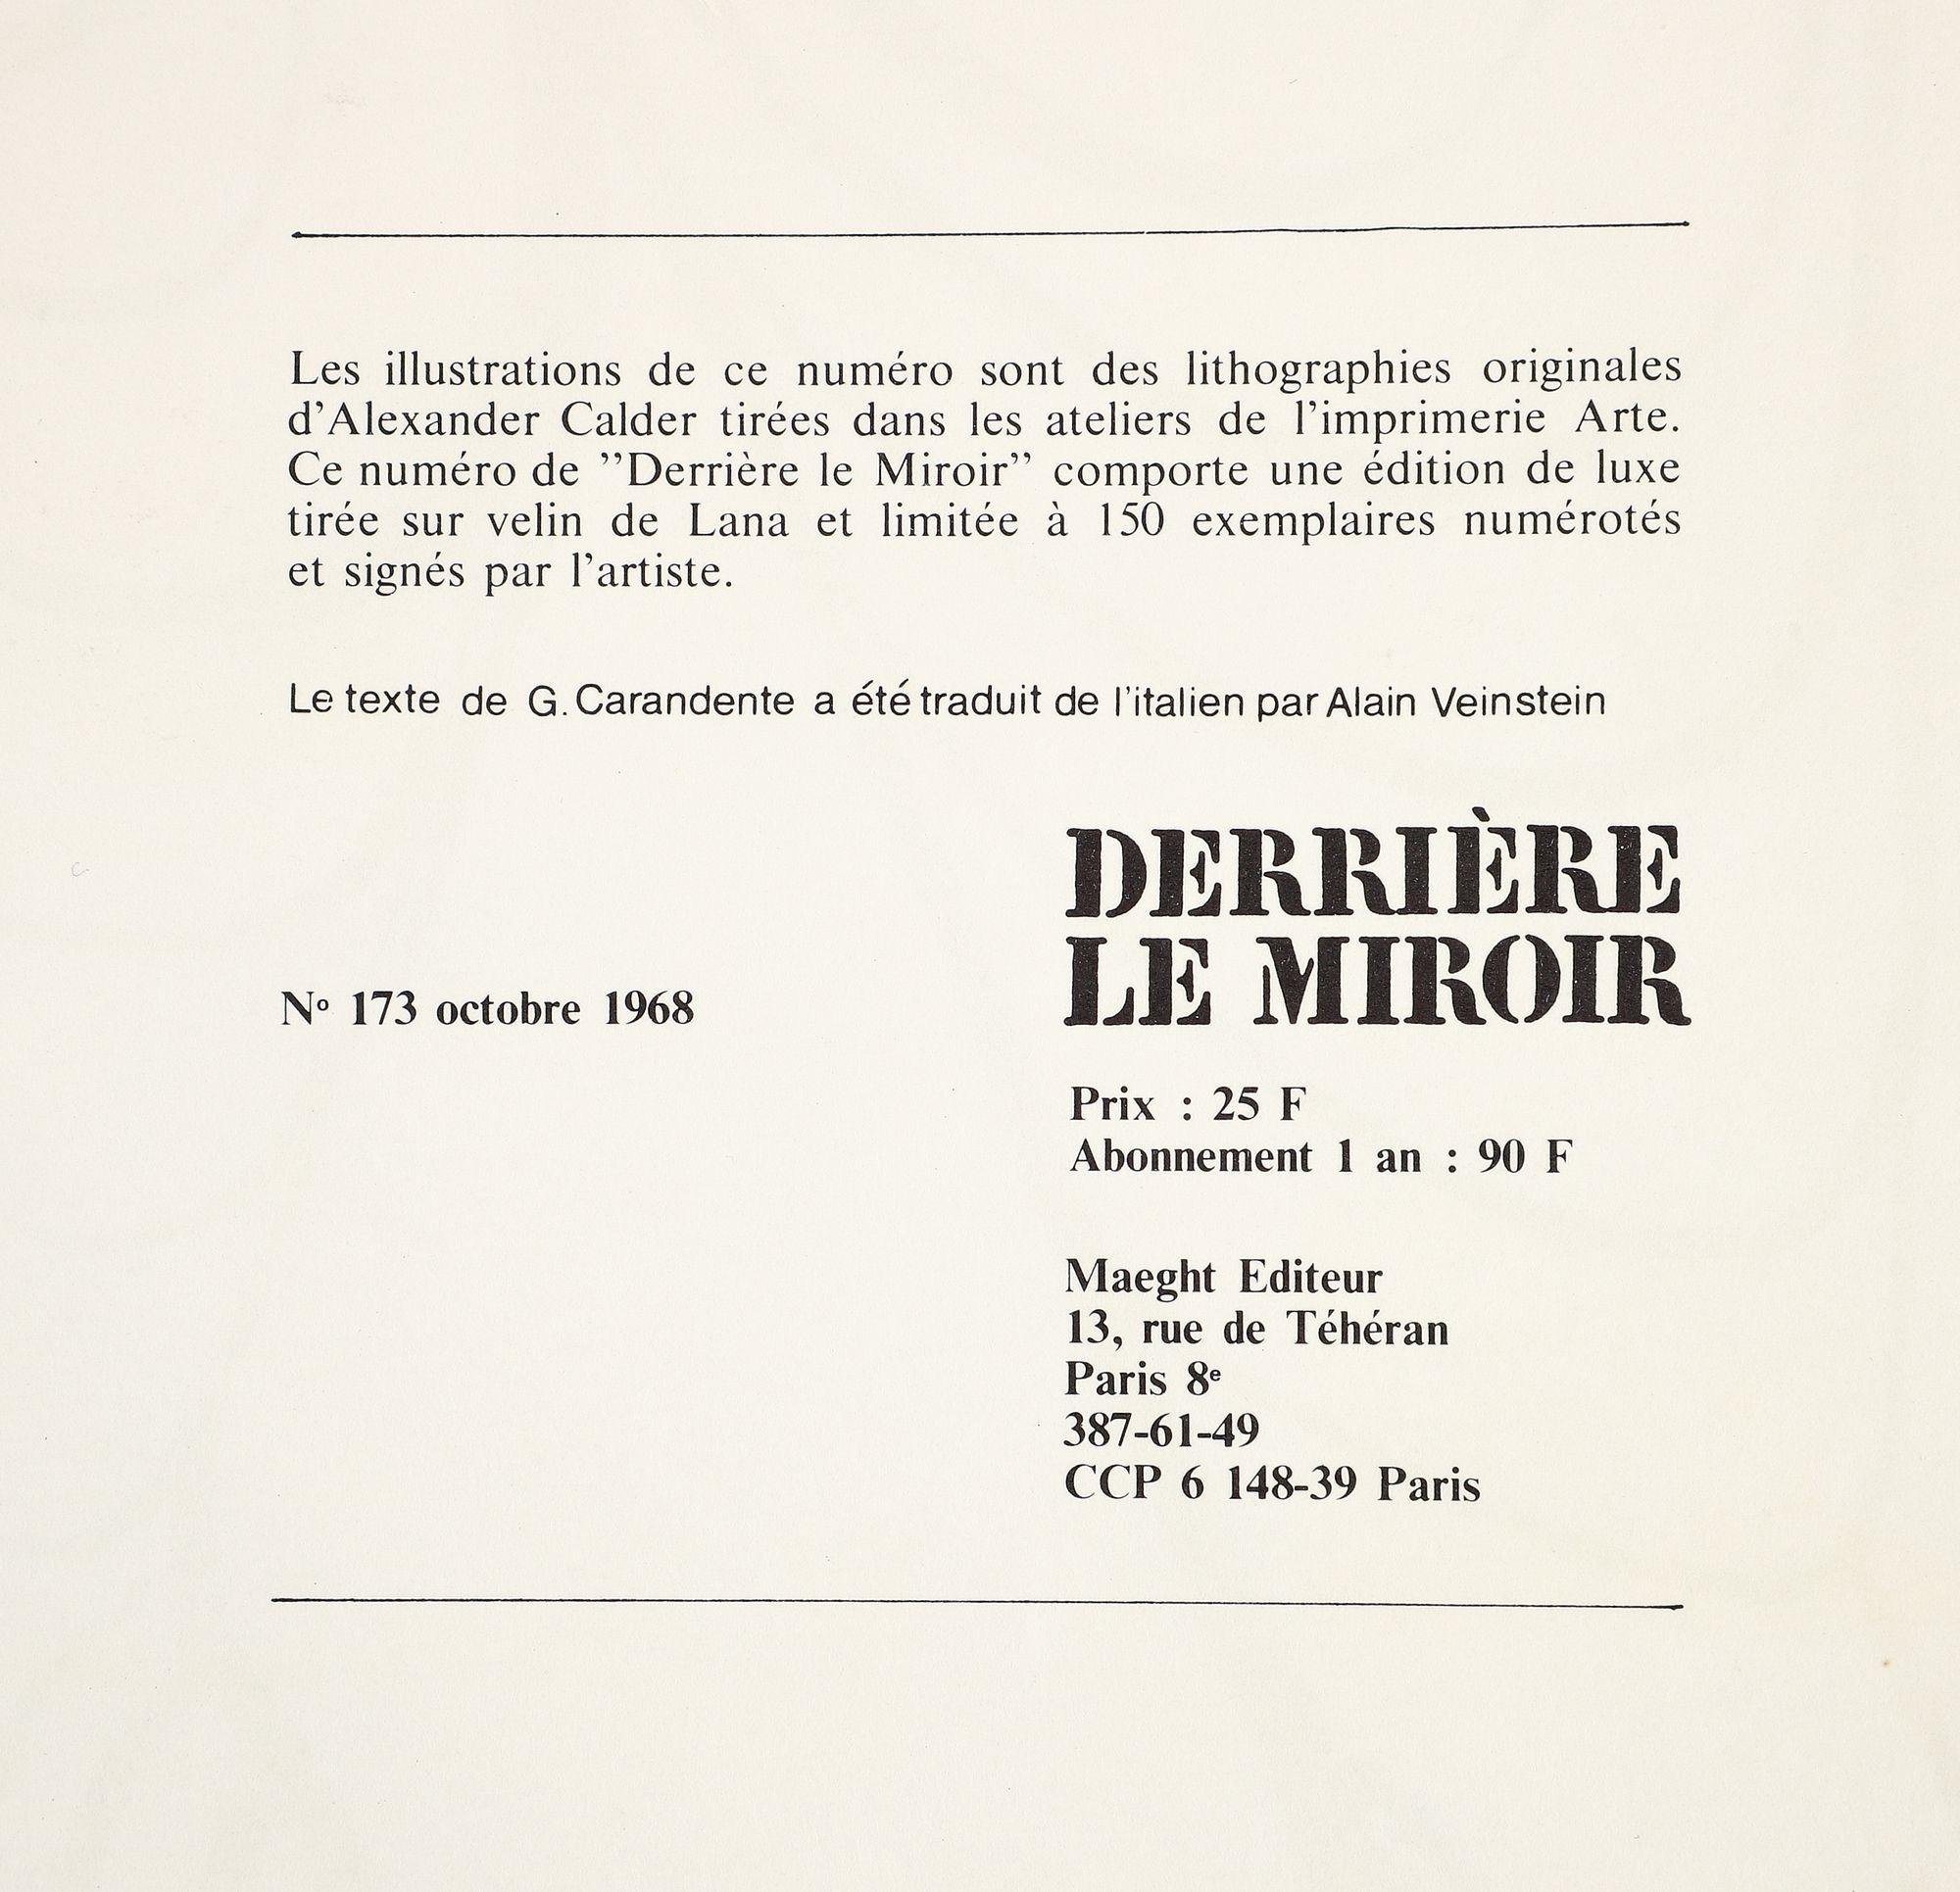 Les illustrations de ce numéro sont des lithographies originales
d’Alexander Calder tirées dans les ateliers de l’imprimerie Arte.
Ce numéro de ”Derrière le Miroir” comporte une édition de luxe
tirée sur velin de Lana et limitée à 150 exemplaires numérotés
et signés par l’artiste.
Le texte de G. Carandente a été traduit de l’italien par Alain Veinstein
DERRIÈRE
LE MIROIR
Nº 173 octobre 1968
Prix : 25 F
Abonnement 1 an : 90 F
Maeght Editeur
13, rue de Téhéran
Paris 8ᵉ
387-61-49
CCP 6 148-39 Paris